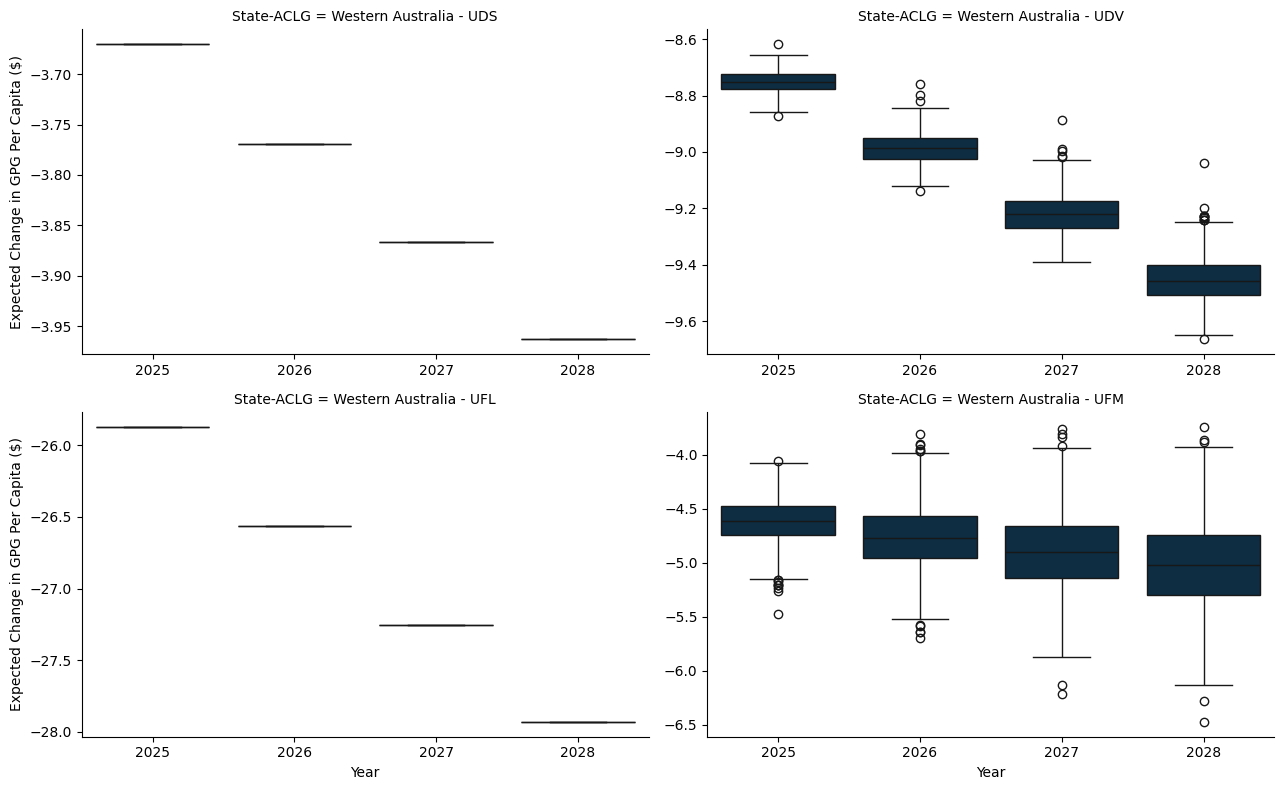 State-ACLG = Western Australia - UDS
Expected Change in GPG Per Capita ($)
−3.70
−3.75
−3.80
−3.85
−3.90
−3.95
2025 2026 2027 2028
State-ACLG = Western Australia - UDV
−8.6
−8.8
−9.0
−9.2
−9.4
−9.6
2025 2026 2027 2028
State-ACLG = Western Australia - UFL
Expected Change in GPG Per Capita ($)
−26.0
−26.5
−27.0
−27.5
−28.0
2025 2026 2027 2028
Year
State-ACLG = Western Australia - UFM
−4.0
−4.5
−5.0
−5.5
−6.0
−6.5
2025 2026 2027 2028
Year